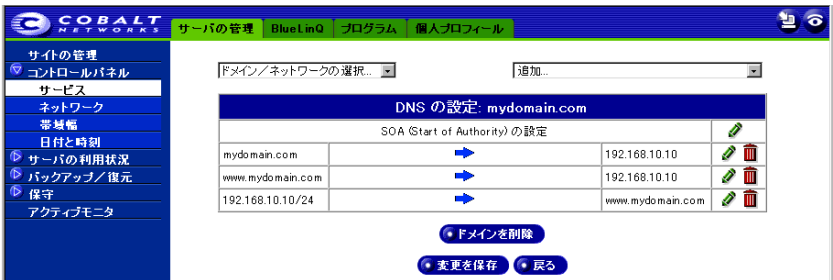 COBALT
NETWORKS
サーバの管理 BlueLinQ プログラム 個人プロフィール
サイトの管理
コントロールパネル
サービス
ネットワーク
帯域幅
日付と時刻
サーバの利用状況
バックアップ／復元
保守
アクティブモニタ
ドメイン／ネットワークの選択... 追加...
DNS の設定: mydomain.com
SOA (Start of Authority) の設定
mydomain.com 192.168.10.10
www.mydomain.com 192.168.10.10
192.168.10.10/24 www.mydomain.com
ドメインを削除
変更を保存 戻る